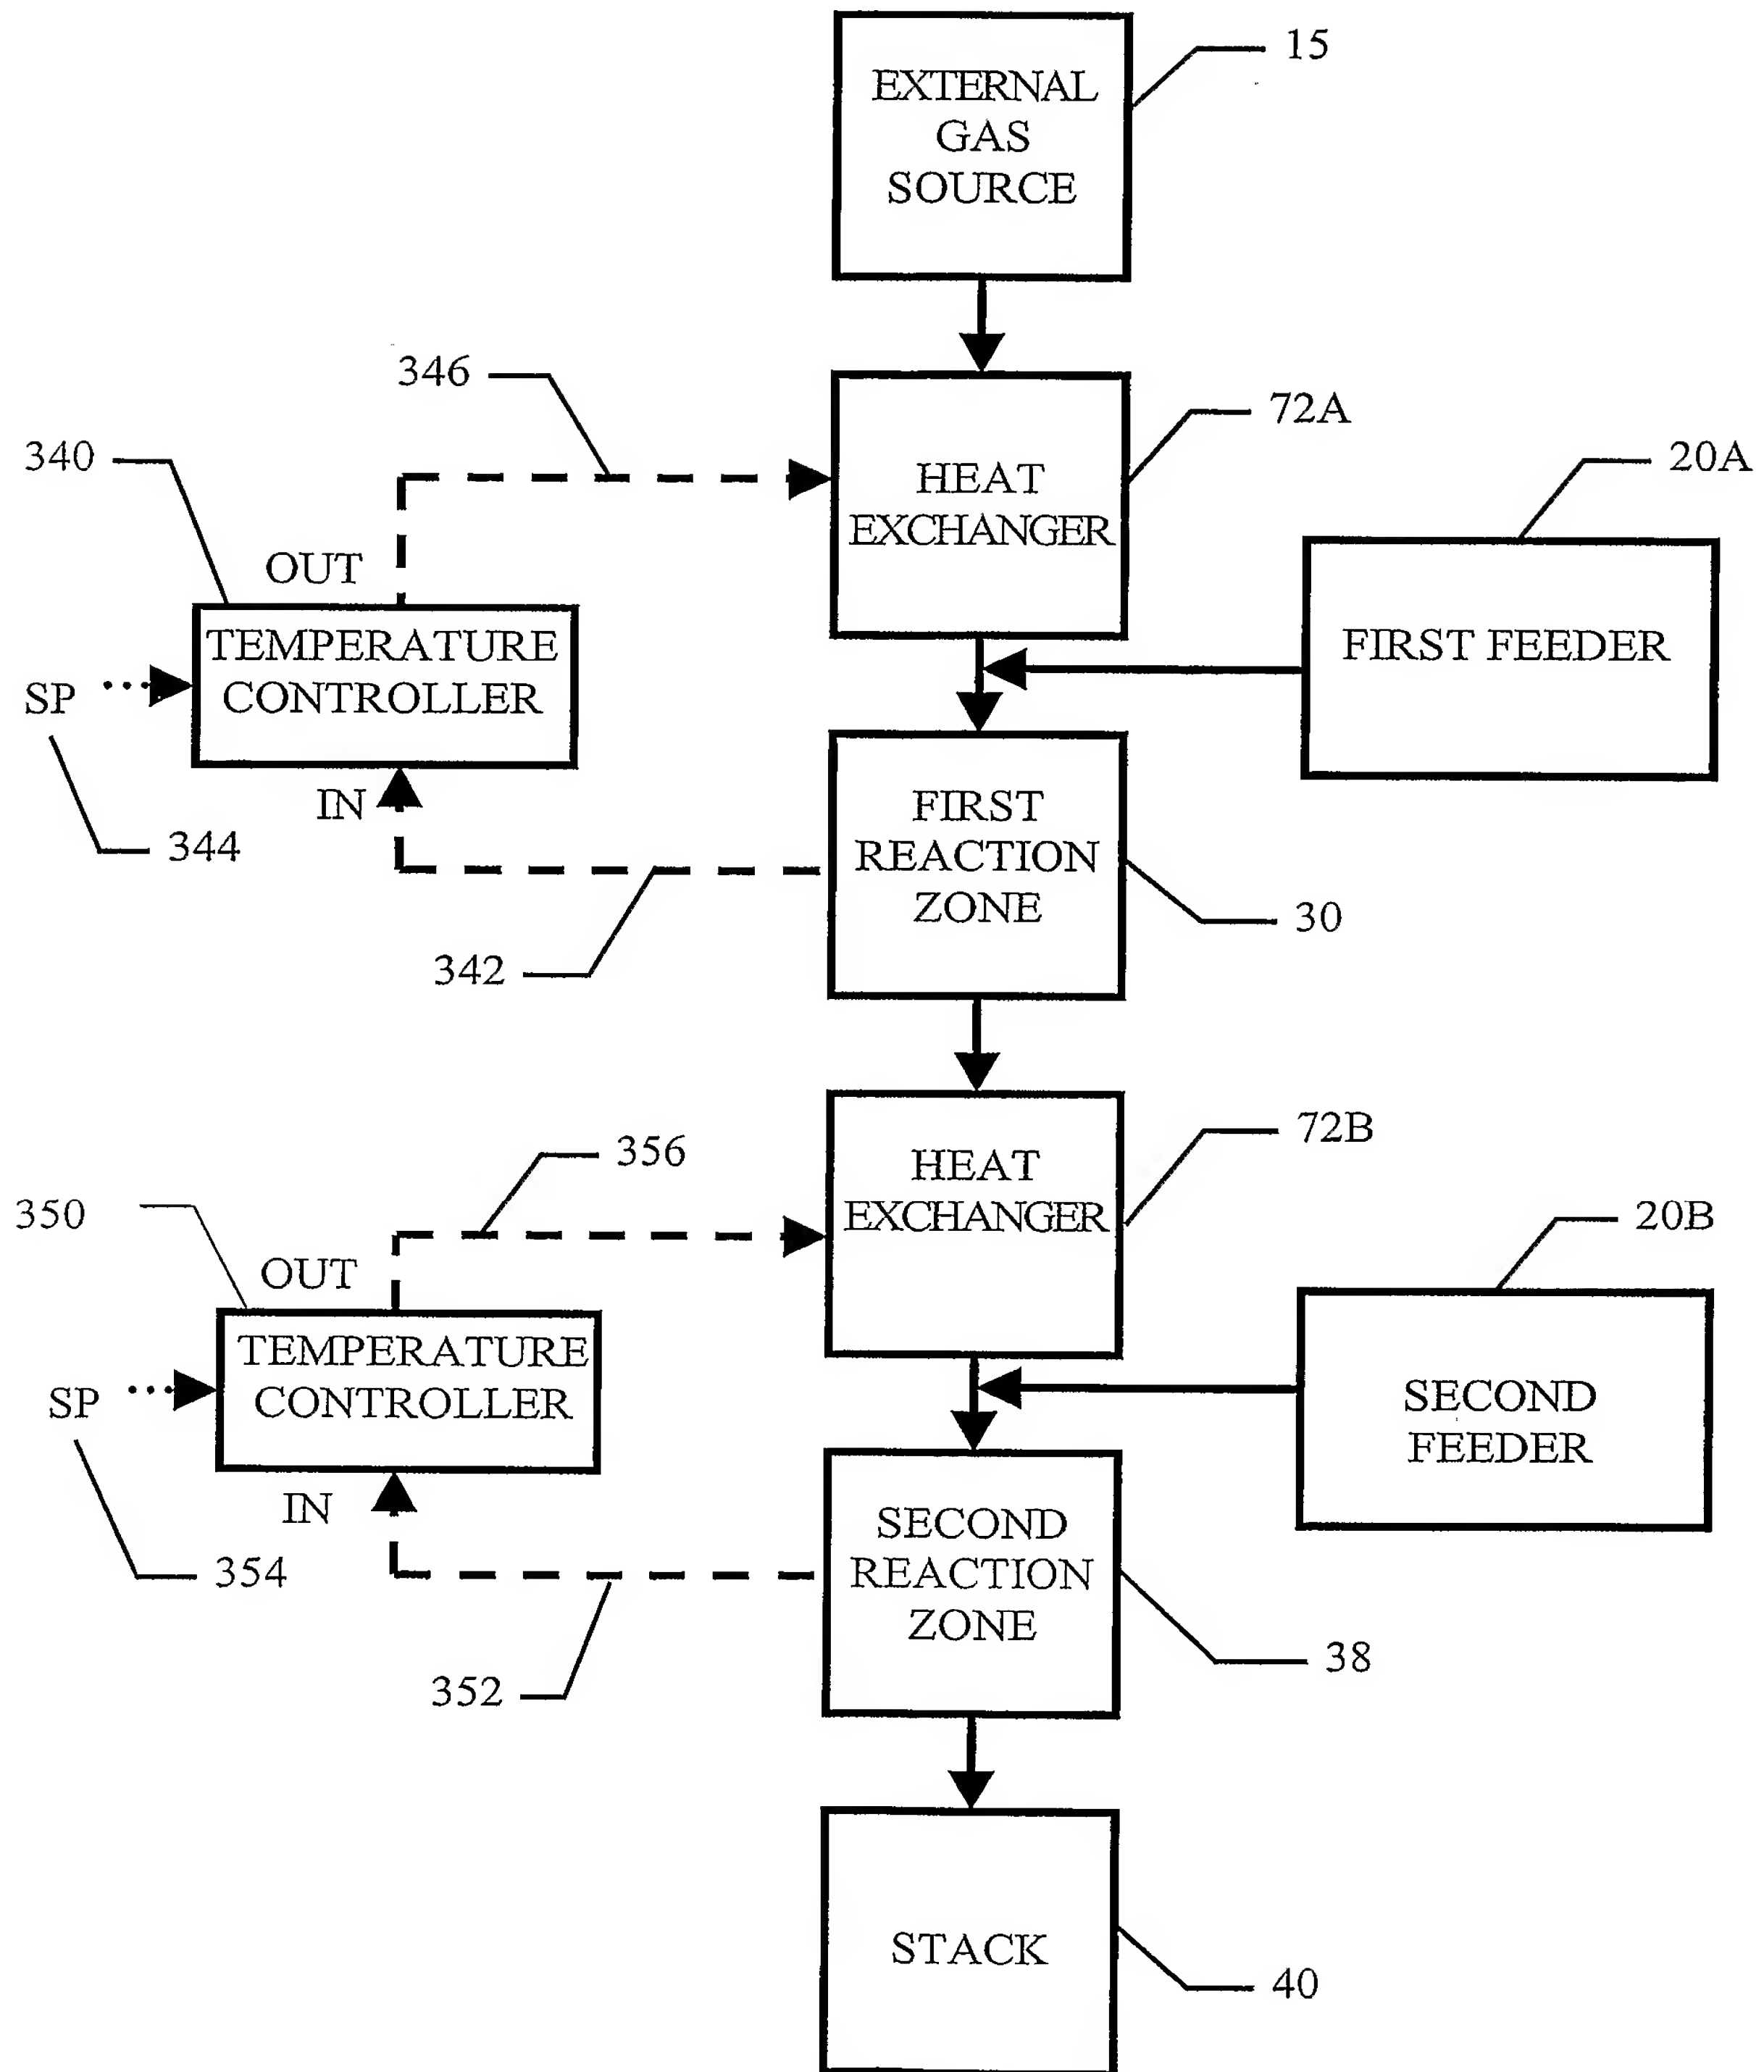 15
EXTERNAL
GAS
SOURCE
346
72A
340
HEAT
EXCHANGER
20A
OUT
TEMPERATURE
CONTROLLER
FIRST FEEDER
SP
IN
344
FIRST
REACTION
ZONE
30
342
72B
356
HEAT
EXCHANGER
350
20B
OUT
TEMPERATURE
CONTROLLER
SP
SECOND
FEEDER
IN
354
SECOND
REACTION
ZONE
38
352
STACK
40